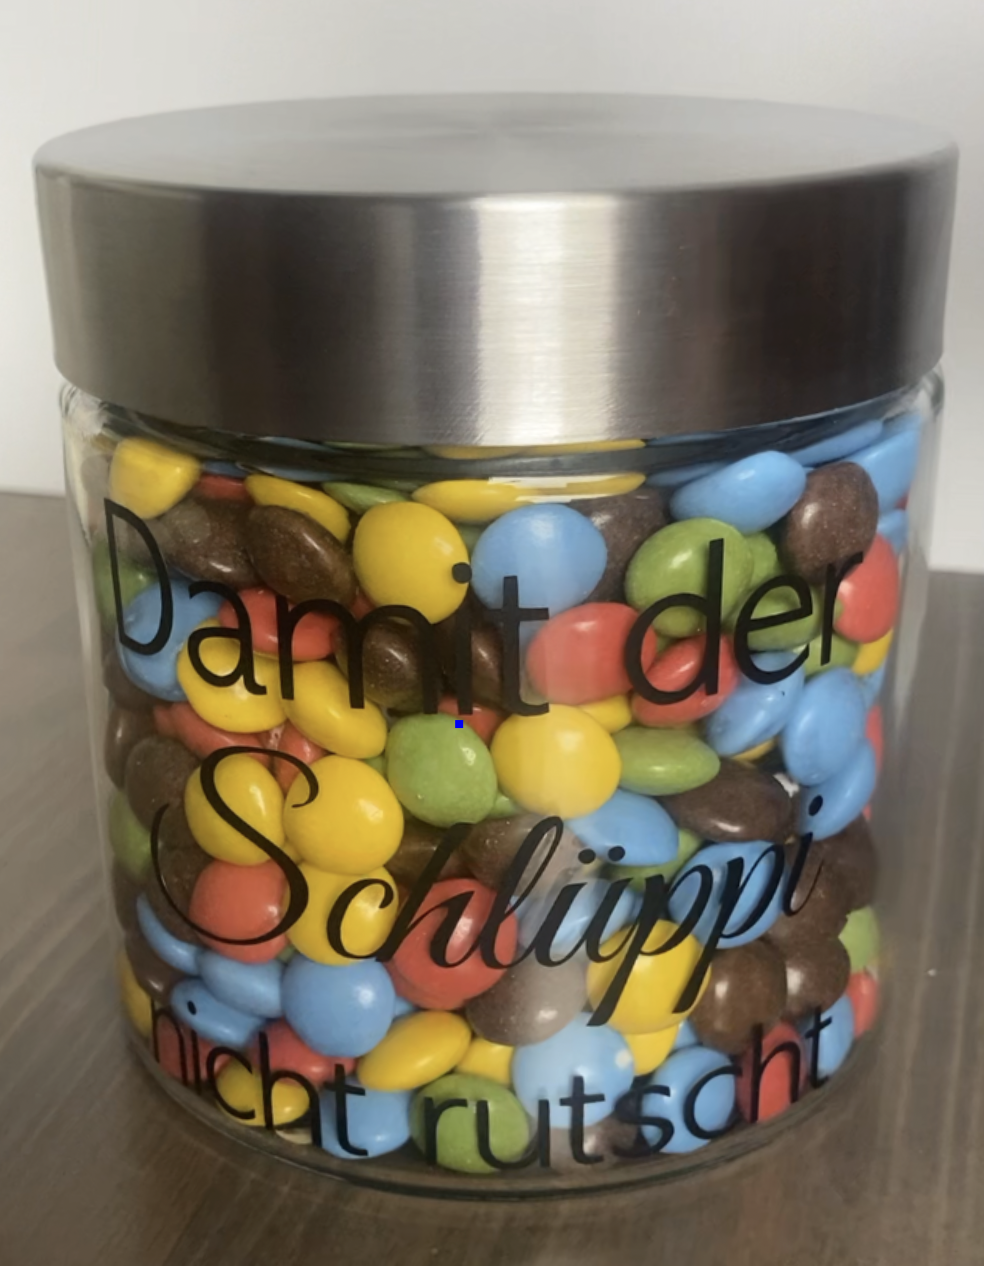 Damit der
Schlüppi
nicht rutscht